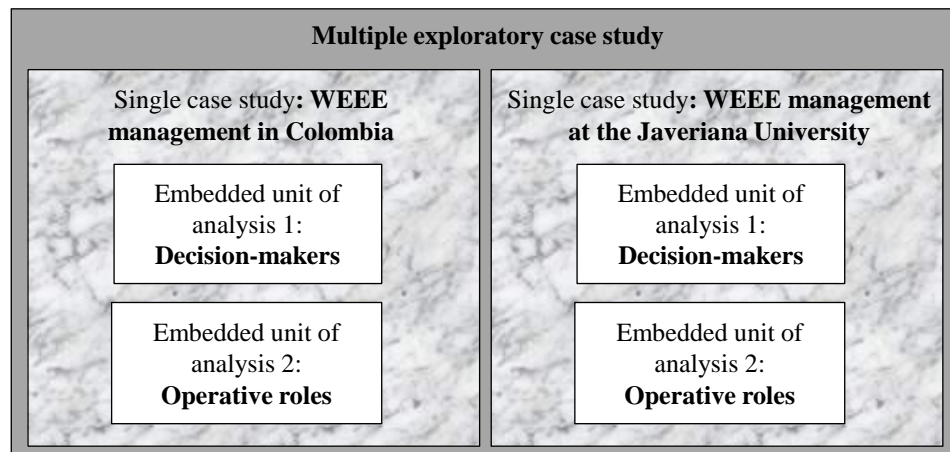 Multiple exploratory case study
Single case study: WEEE
management in Colombia
Embedded unit of
analysis 1:
Decision-makers
Embedded unit of
analysis 2:
Operative roles
Single case study: WEEE management
at the Javeriana University
Embedded unit of
analysis 1:
Decision-makers
Embedded unit of
analysis 2:
Operative roles